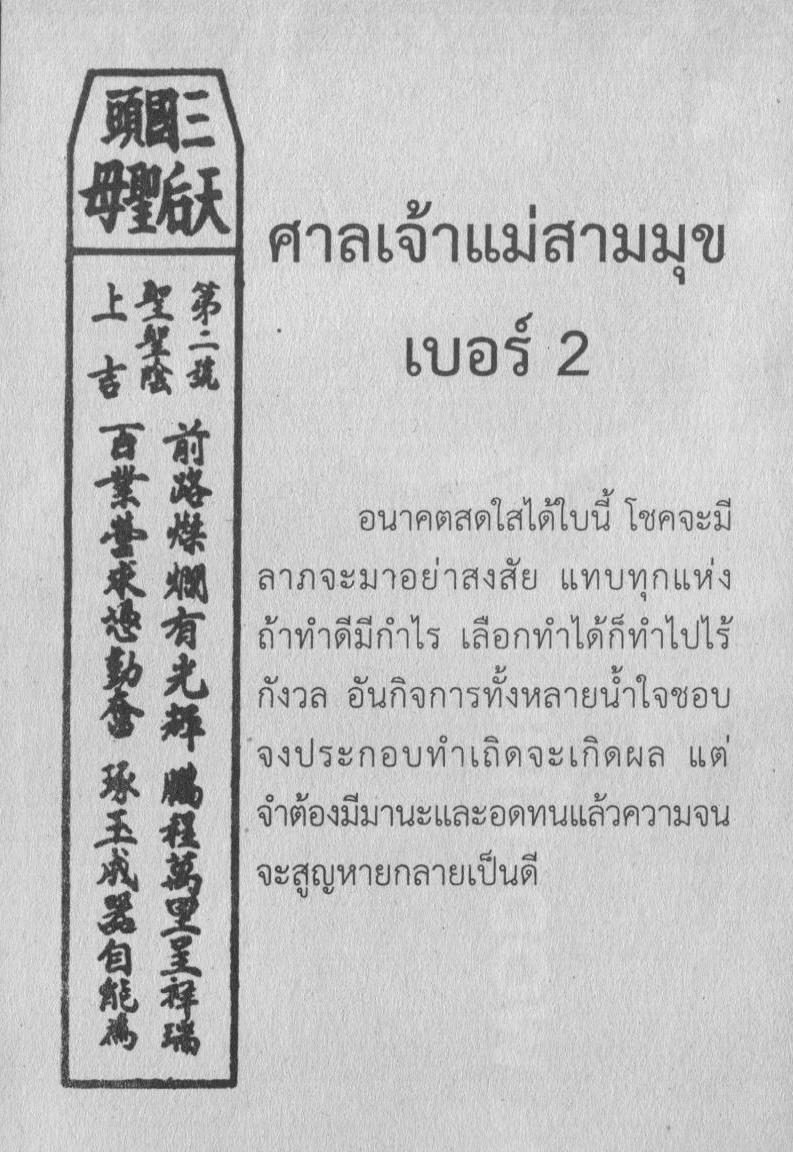 三國頭
天后聖母
第二號
聖聖陰
上吉
前路燦爛有光輝 鵬程萬里呈祥瑞
百業營求憑勤奮 琢玉成器自能為
ศาลเจ้าแม่สามมุข
เบอร์ 2
อนาคตสดใสได้ใบนี้ โชคจะมี
ลาภจะมาอย่าสงสัย แทบทุกแห่ง
ถ้าทำดีมีกำไร เลือกทำได้ก็ทำไปไร้
กังวล อันกิจการทั้งหลายน้ำใจชอบ
จงประกอบทำเถิดจะเกิดผล แต่
จำต้องมีมานะและอดทนแล้วความจน
จะสูญหายกลายเป็นดี